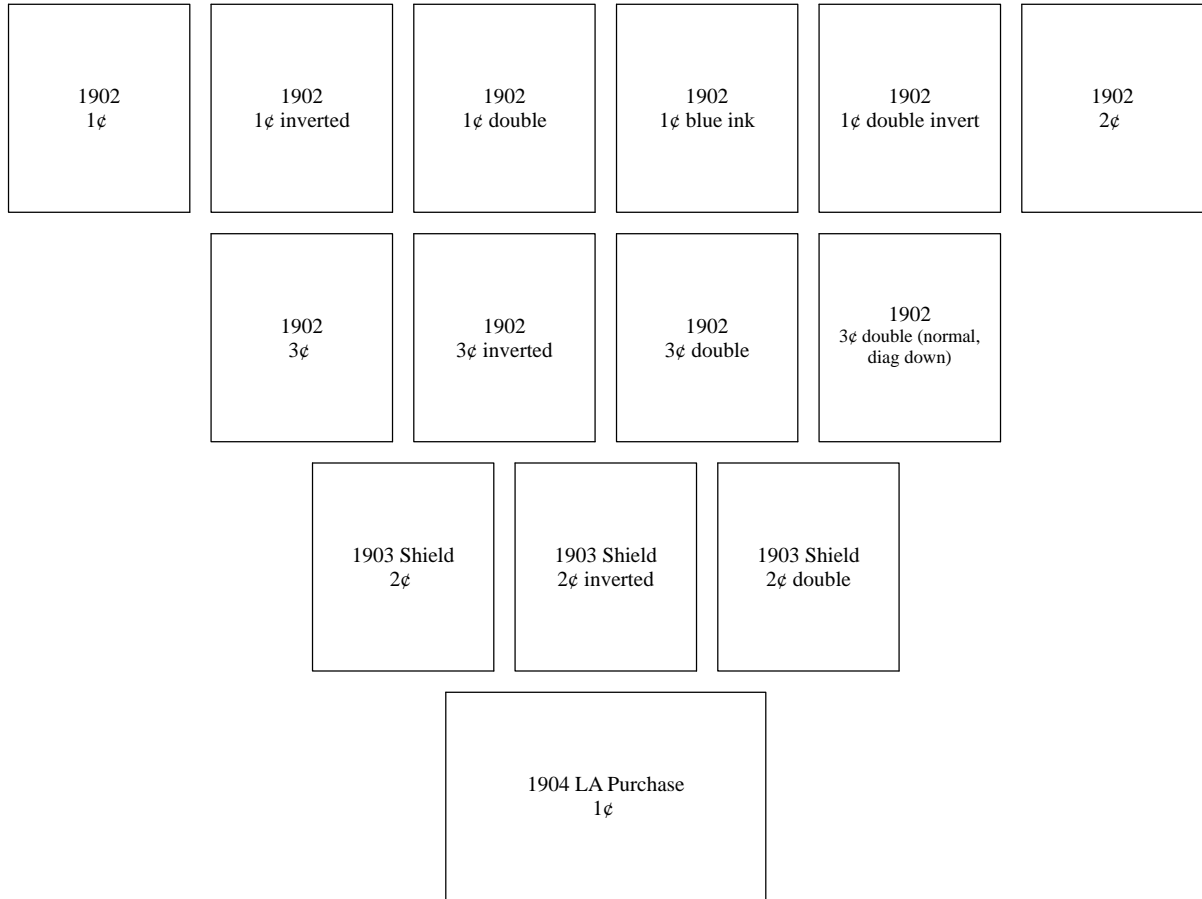 1902
1¢
1902
1¢ inverted
1902
1¢ double
1902
1¢ blue ink
1902
1¢ double invert
1902
2¢
1902
3¢
1902
3¢ inverted
1902
3¢ double
1902
3¢ double (normal,
diag down)
1903 Shield
2¢
1903 Shield
2¢ inverted
1903 Shield
2¢ double
1904 LA Purchase
1¢